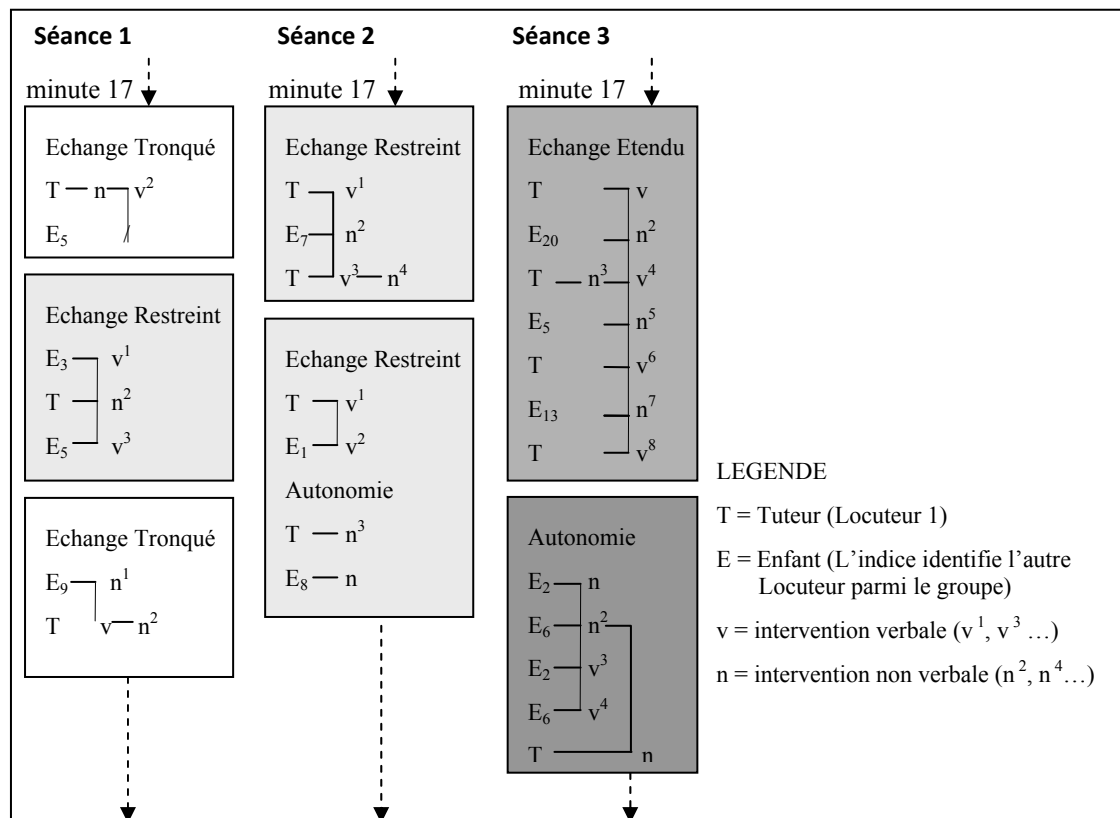 Séance 1
minute 17
Echange Tronqué
T n v²
E₅
Echange Restreint
E₃ v¹
T n²
E₅ v³
Echange Tronqué
E₉ n¹
T v n²
Séance 2
minute 17
Echange Restreint
T v¹
E₇ n²
T v³ n⁴
Echange Restreint
T v¹
E₁ v²
Autonomie
T n³
E₈ n
Séance 3
minute 17
Echange Etendu
T v
E₂₀ n²
T n³ v⁴
E₅ n⁵
T v⁶
E₁₃ n⁷
T v⁸
Autonomie
E₂ n
E₆ n²
E₂ v³
E₆ v⁴
T n
LEGENDE
T = Tuteur (Locuteur 1)
E = Enfant (L’indice identifie l’autre
Locuteur parmi le groupe)
v = intervention verbale (v¹, v³ …)
n = intervention non verbale (n², n⁴…)